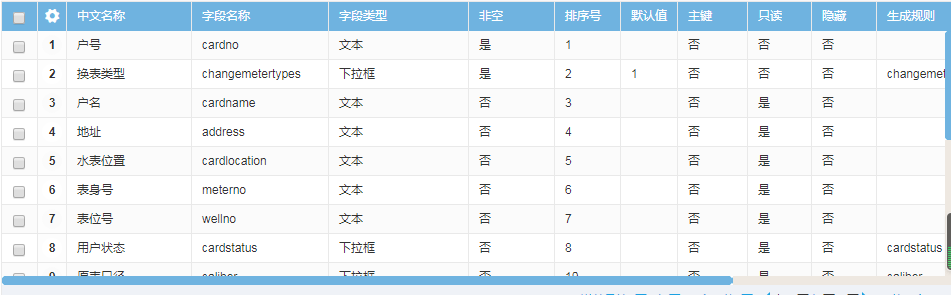 中文名称 字段名称 字段类型 非空 排序号 默认值 主键 只读 隐藏 生成规则
1 户号 cardno 文本 是 1 否 否 否
2 换表类型 changemetertypes 下拉框 是 2 1 否 否 否 changemet
3 户名 cardname 文本 否 3 否 是 否
4 地址 address 文本 否 4 否 是 否
5 水表位置 cardlocation 文本 否 5 否 是 否
6 表身号 meterno 文本 否 6 否 是 否
7 表位号 wellno 文本 否 7 否 是 否
8 用户状态 cardstatus 下拉框 否 8 否 是 否 cardstatus
9 原表口径 caliber 下拉框 否 10 否 是 否 caliber